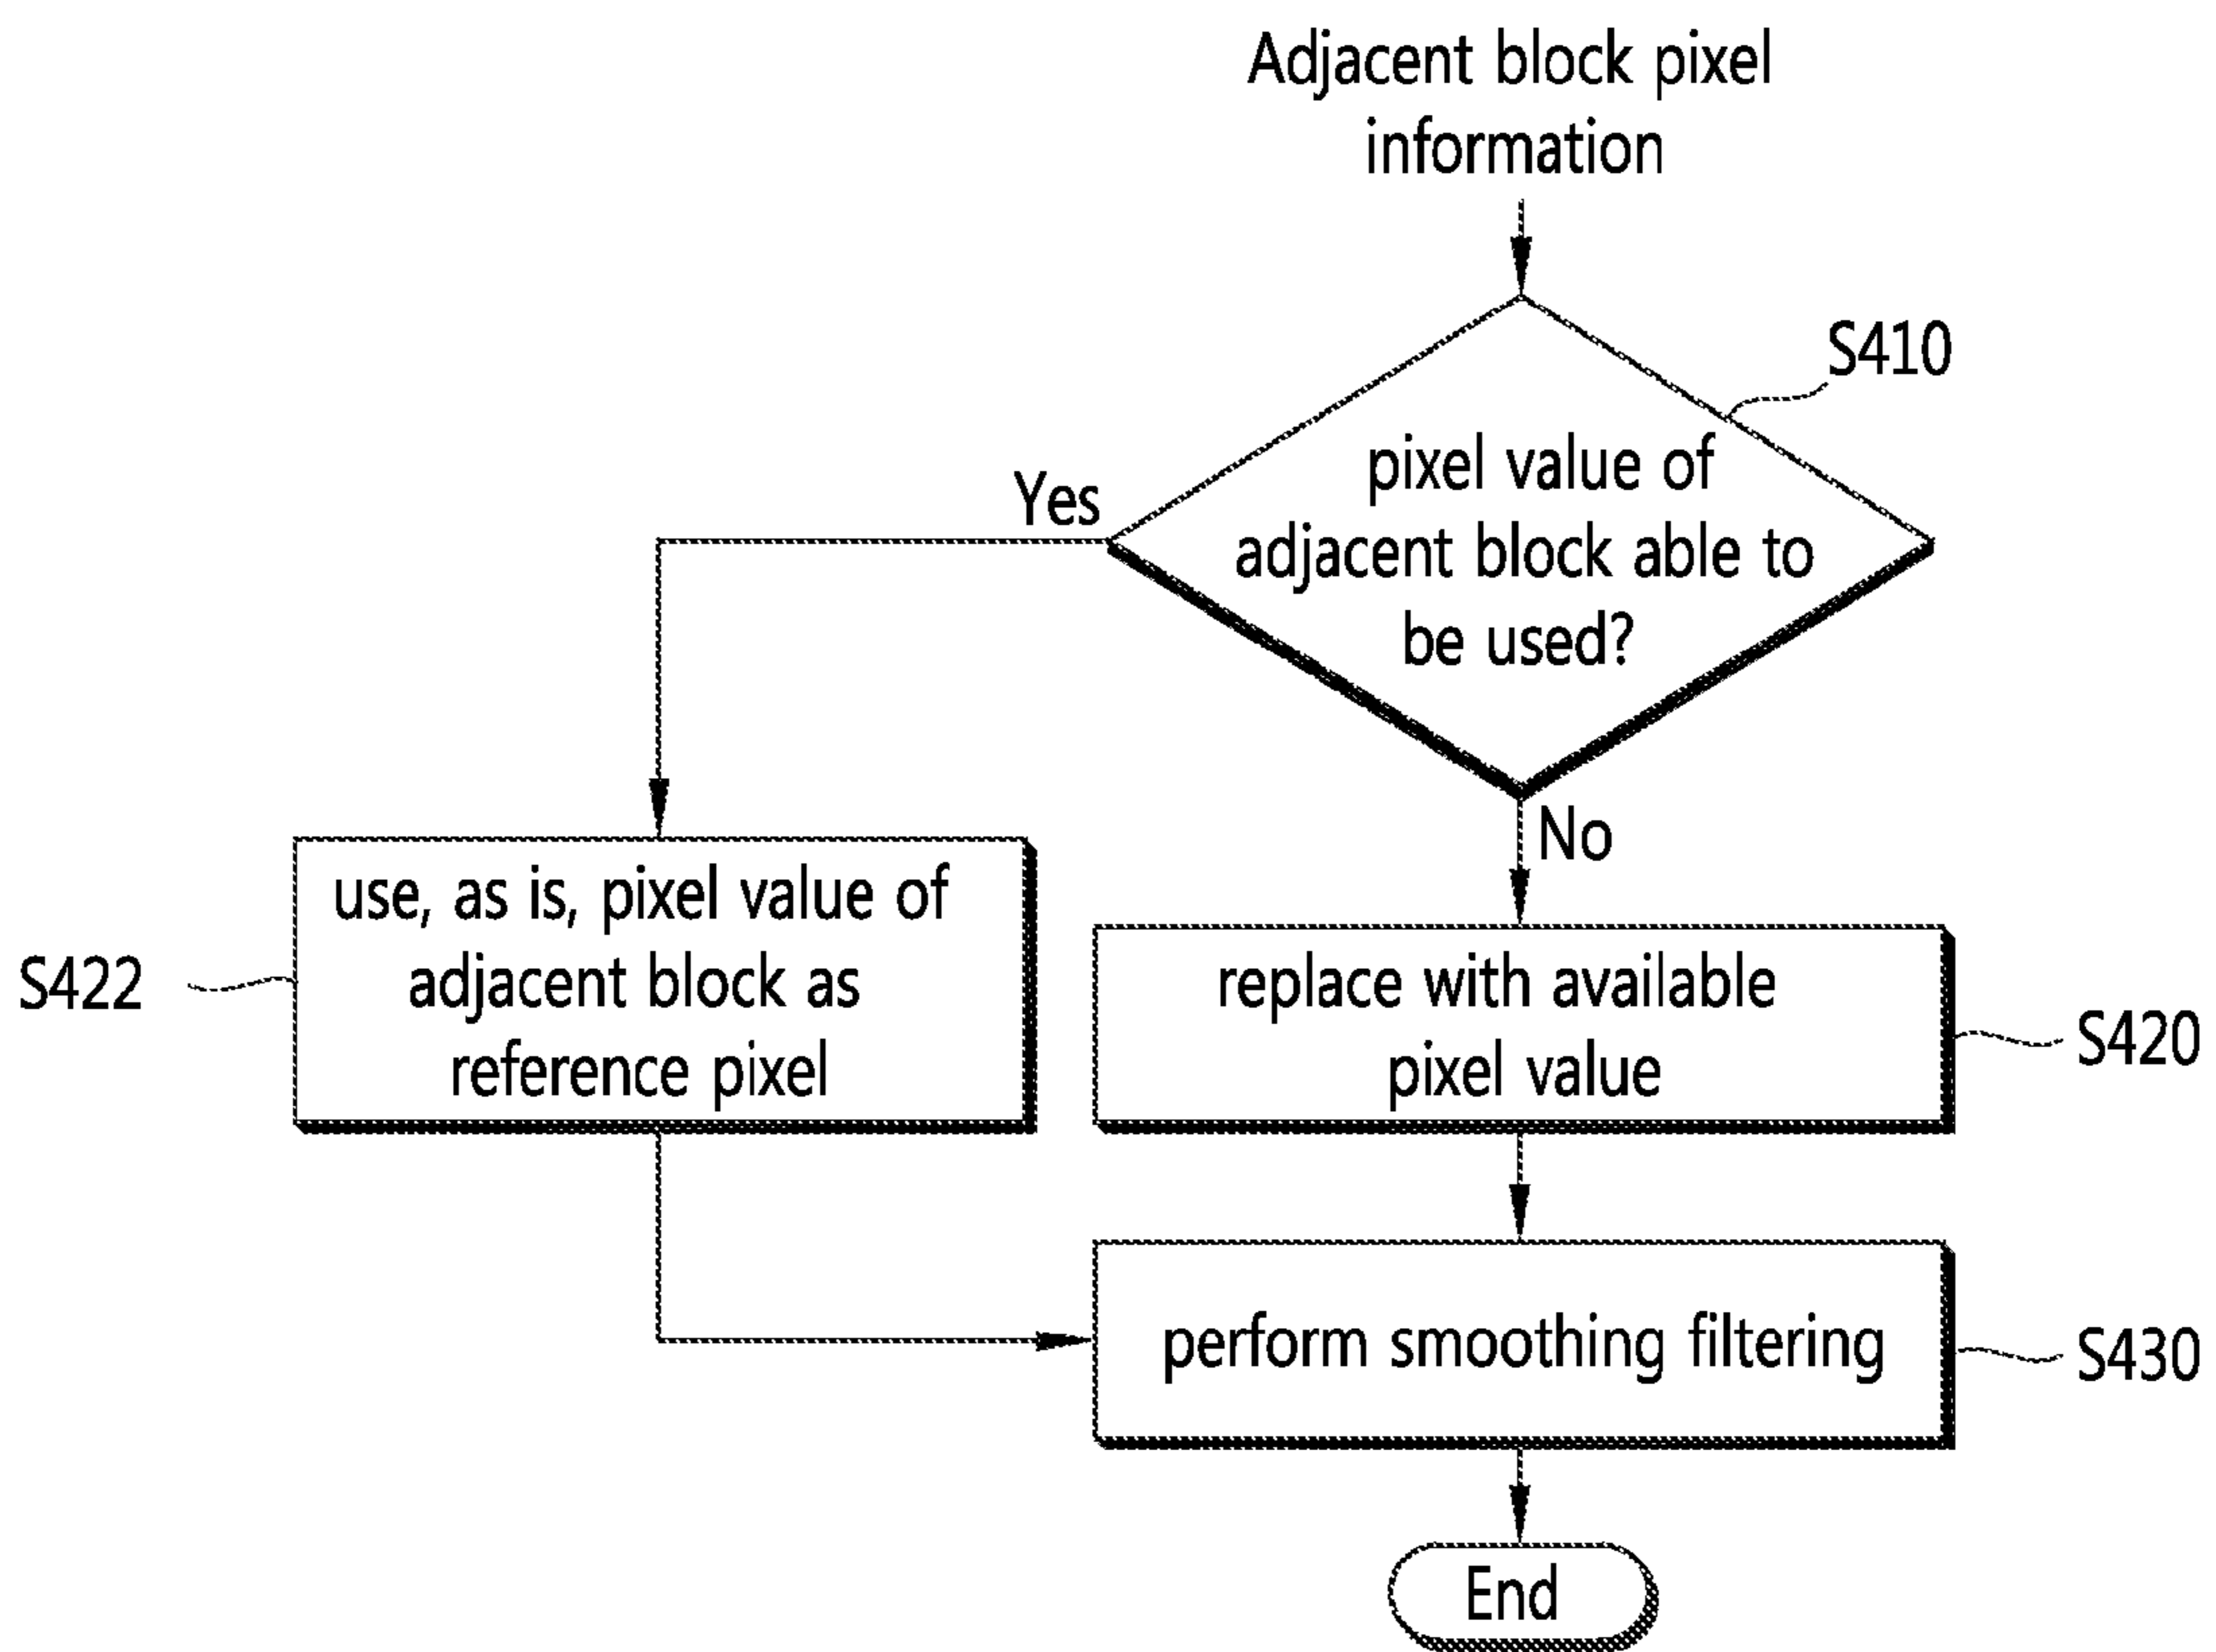 Adjacent block pixel
information
S410
pixel value of
adjacent block able to
be used?
Yes
No
use, as is, pixel value of
adjacent block as
reference pixel
S422
replace with available
pixel value
S420
perform smoothing filtering
S430
End